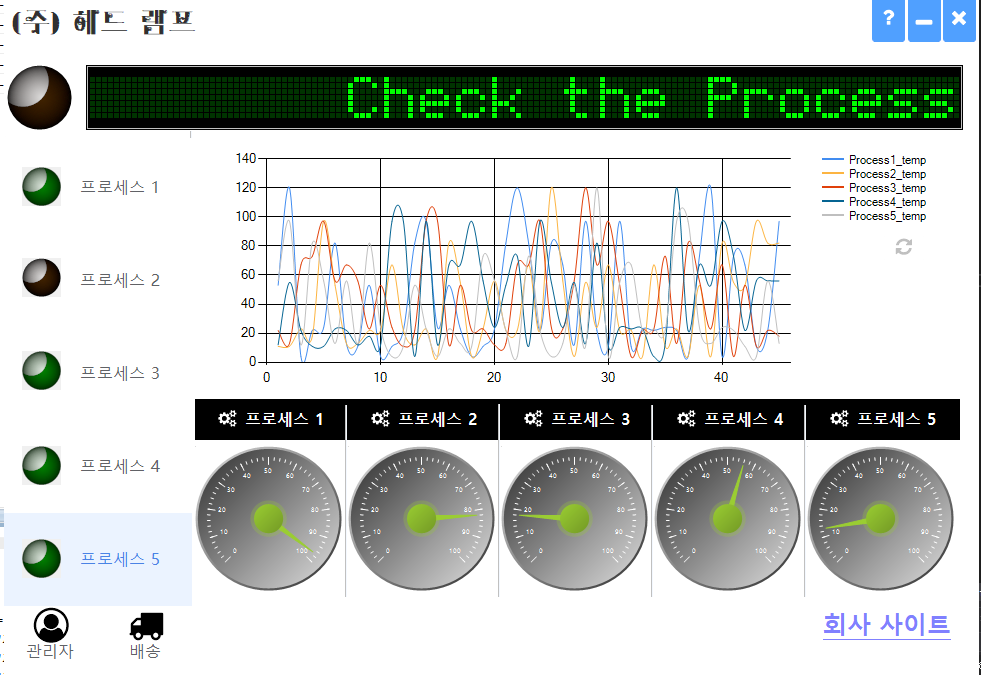 (주) 헤드 램프
?
Check the Process
프로세스 1
프로세스 2
프로세스 3
프로세스 4
프로세스 5
관리자
배송
140
120
100
80
60
40
20
0
0 10 20 30 40
Process1_temp
Process2_temp
Process3_temp
Process4_temp
Process5_temp
프로세스 1 프로세스 2 프로세스 3 프로세스 4 프로세스 5
0 10 20 30 40 50 60 70 80 90 100
0 10 20 30 40 50 60 70 80 90 100
0 10 20 30 40 50 60 70 80 90 100
0 10 20 30 40 50 60 70 80 90 100
0 10 20 30 40 50 60 70 80 90 100
회사 사이트